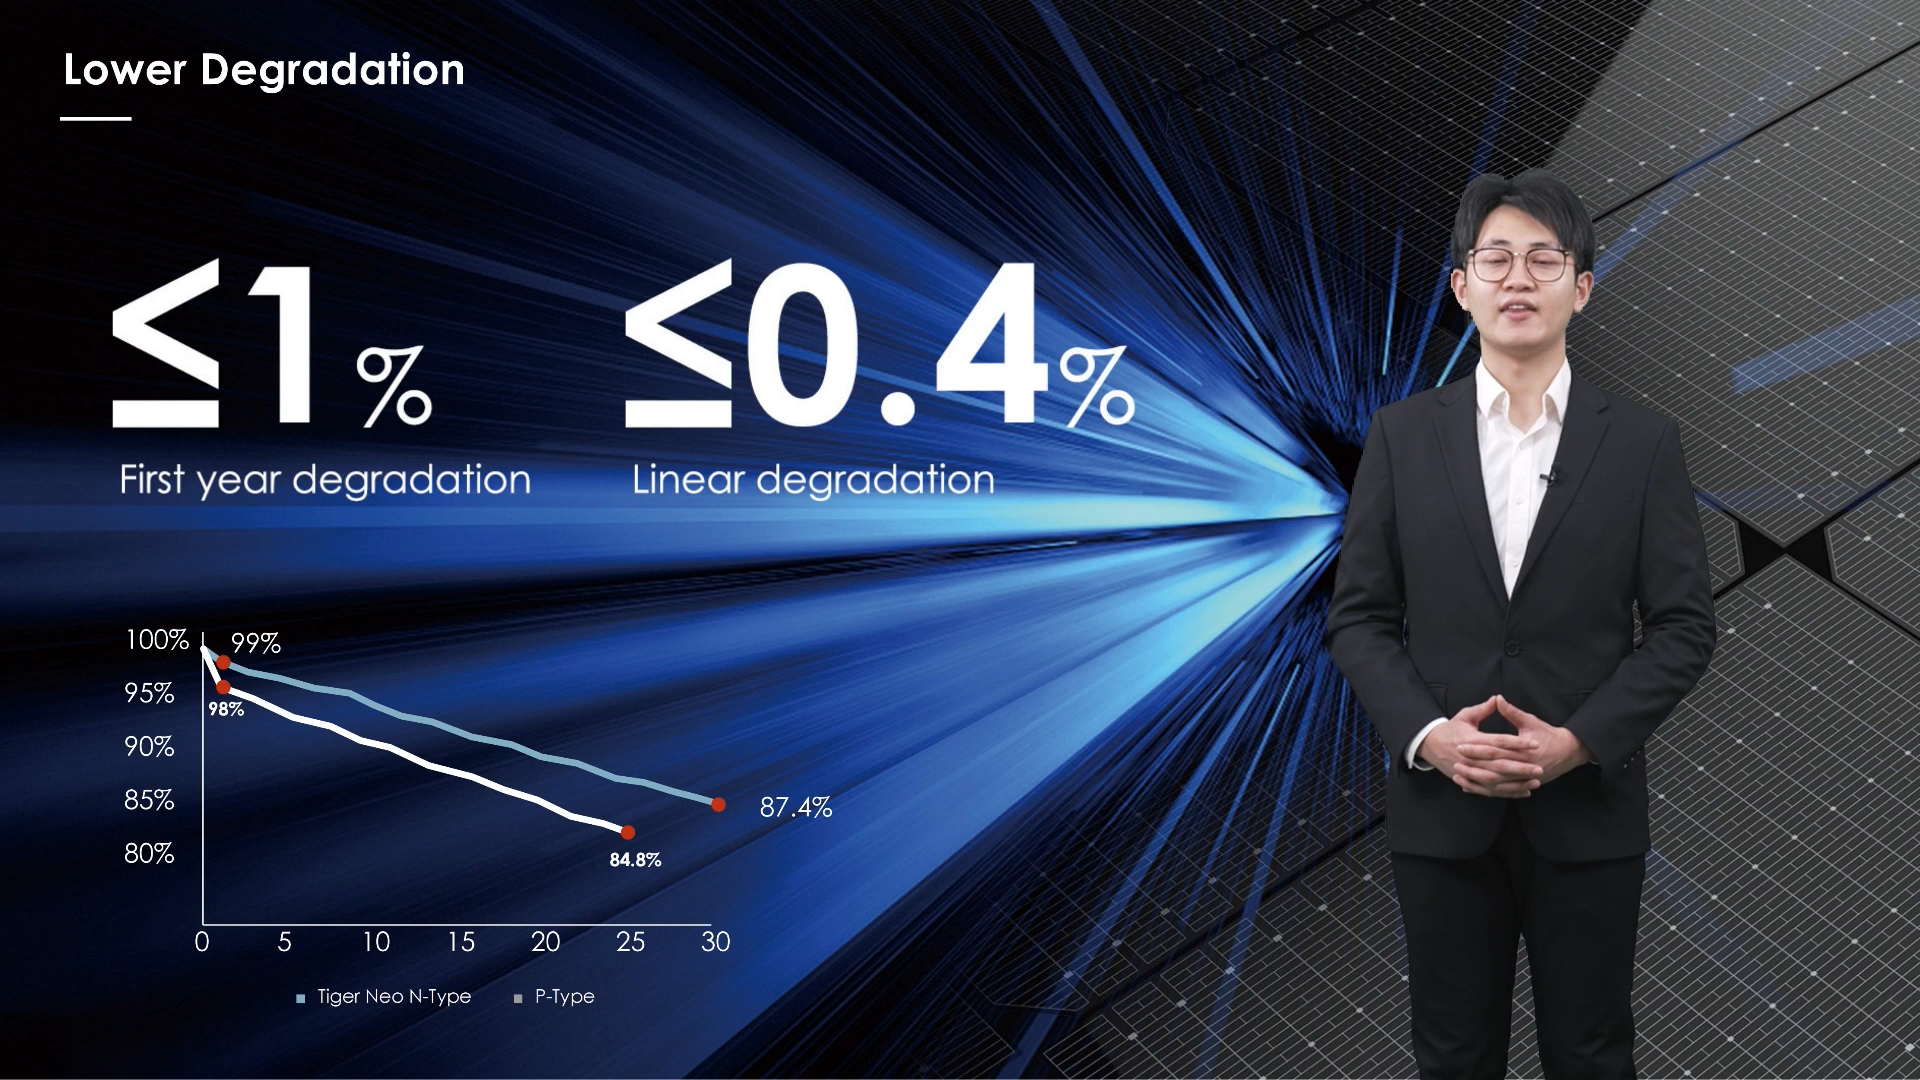 Lower Degradation
≤1 %
≤0.4%
First year degradation
Linear degradation
100%
99%
95%
98%
90%
85%
87.4%
84.8%
80%
0 5 10 15 20 25 30
Tiger Neo N-Type
P-Type